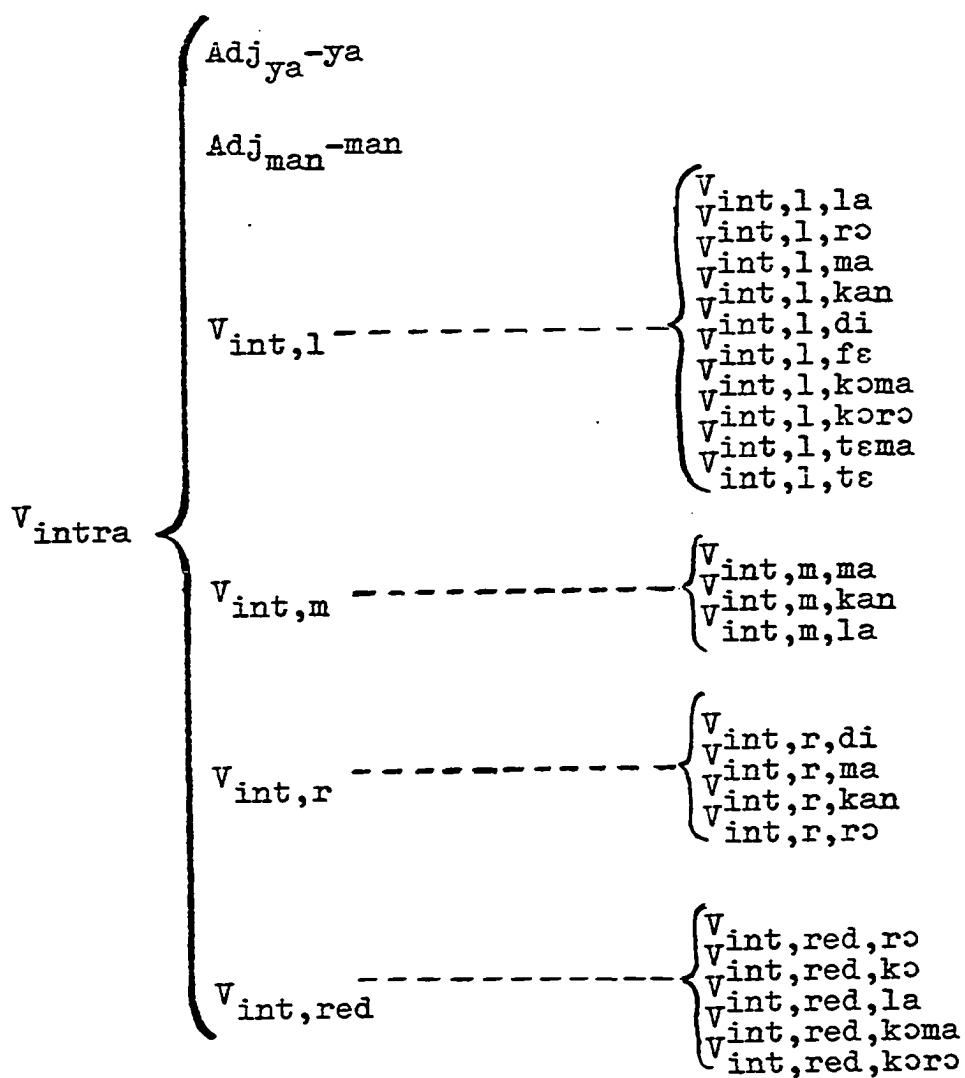 Adj_ya-ya
Adj_man-man
V_int,l,la
V_int,l,rɔ
V_int,l,ma
V_int,l,kan
V_int,l ---------- V_int,l,di
V_int,l,fɛ
V_int,l,kɔma
V_int,l,kɔrɔ
V_int,l,tɛma
V_int,l,tɛ
V_intra
V_int,m,ma
V_int,m ---------- V_int,m,kan
V_int,m,la
V_int,r,di
V_int,r ---------- V_int,r,ma
V_int,r,kan
V_int,r,rɔ
V_int,red,rɔ
V_int,red,kɔ
V_int,red ---------- V_int,red,la
V_int,red,kɔma
V_int,red,kɔrɔ